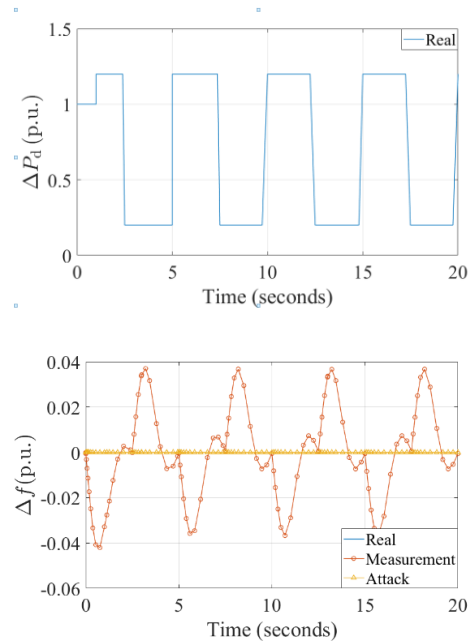 1.5
1
0.5
0
0 5 10 15 20
ΔP_d (p.u.)
Time (seconds)
Real
0.04
0.02
0
-0.02
-0.04
-0.06
0 5 10 15 20
Δf(p.u.)
Time (seconds)
Real
Measurement
Attack